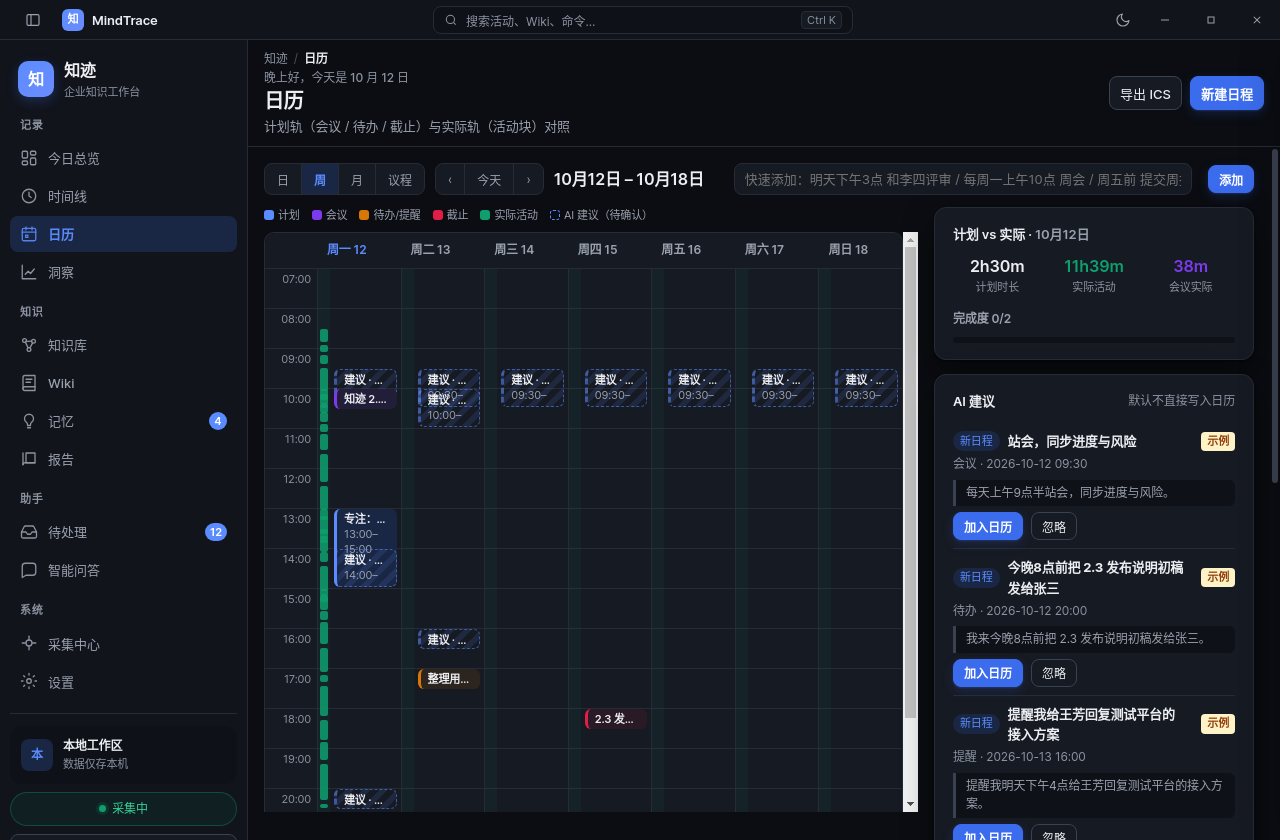 知 MindTrace
搜索活动、Wiki、命令... Ctrl K
知
知迹
企业知识工作台
记录
今日总览
时间线
日历
洞察
知识
知识库
Wiki
记忆 4
报告
助手
待处理 12
智能问答
系统
采集中心
设置
本
本地工作区
数据仅存本机
采集中
知迹 / 日历
晚上好，今天是 10 月 12 日
日历
计划轨（会议 / 待办 / 截止）与实际轨（活动块）对照
导出 ICS
新建日程
日 周 月 议程 ‹ 今天 › 10月12日 – 10月18日
快速添加：明天下午3点 和李四评审 / 每周一上午10点 周会 / 周五前 提交周:
添加
计划 会议 待办/提醒 截止 实际活动 AI 建议（待确认）
周一 12 周二 13 周三 14 周四 15 周五 16 周六 17 周日 18
07:00
08:00
09:00
建议 · ... 建议 · ... 建议 · ... 建议 · ... 建议 · ... 建议 · ... 建议 · ...
09:30– 09:30– 09:30– 09:30– 09:30–
10:00 知迹 2.... 建议 · ...
10:00–
11:00
12:00
13:00 专注：...
13:00–
15:00
14:00 建议 · ...
14:00–
15:00
16:00 建议 · ...
17:00 整理用...
18:00 2.3 发...
19:00
20:00 建议 · ...
计划 vs 实际 · 10月12日
2h30m 11h39m 38m
计划时长 实际活动 会议实际
完成度 0/2
AI 建议 默认不直接写入日历
新日程 站会，同步进度与风险 示例
会议 · 2026-10-12 09:30
每天上午9点半站会，同步进度与风险。
加入日历 忽略
新日程 今晚8点前把 2.3 发布说明初稿发给张三 示例
待办 · 2026-10-12 20:00
我来今晚8点前把 2.3 发布说明初稿发给张三。
加入日历 忽略
新日程 提醒我给王芳回复测试平台的接入方案 示例
提醒 · 2026-10-13 16:00
提醒我明天下午4点给王芳回复测试平台的接入方案。
加入日历 忽略